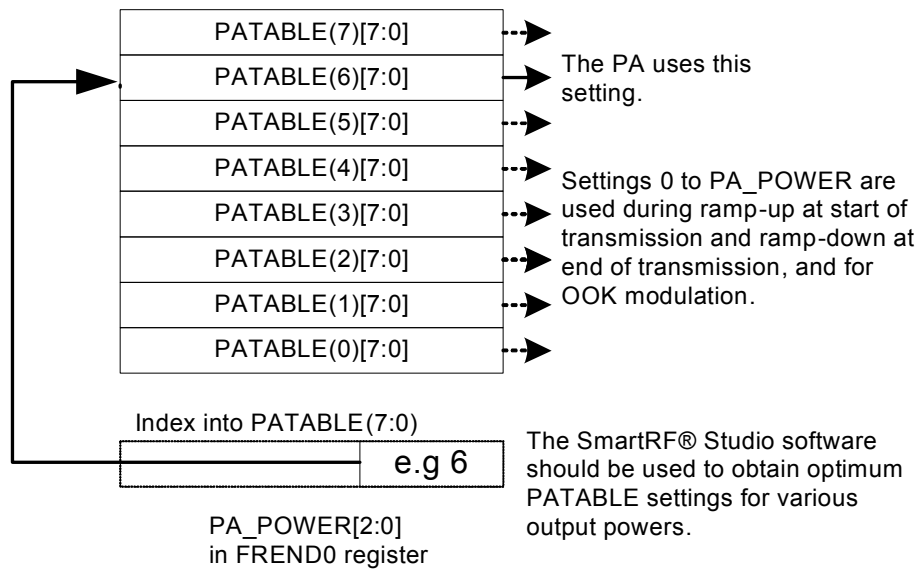 PATABLE(7)[7:0]
PATABLE(6)[7:0]
The PA uses this
setting.
PATABLE(5)[7:0]
PATABLE(4)[7:0]
PATABLE(3)[7:0]
PATABLE(2)[7:0]
PATABLE(1)[7:0]
PATABLE(0)[7:0]
Settings 0 to PA_POWER are
used during ramp-up at start of
transmission and ramp-down at
end of transmission, and for
OOK modulation.
Index into PATABLE(7:0)
e.g 6
PA_POWER[2:0]
in FREND0 register
The SmartRF® Studio software
should be used to obtain optimum
PATABLE settings for various
output powers.